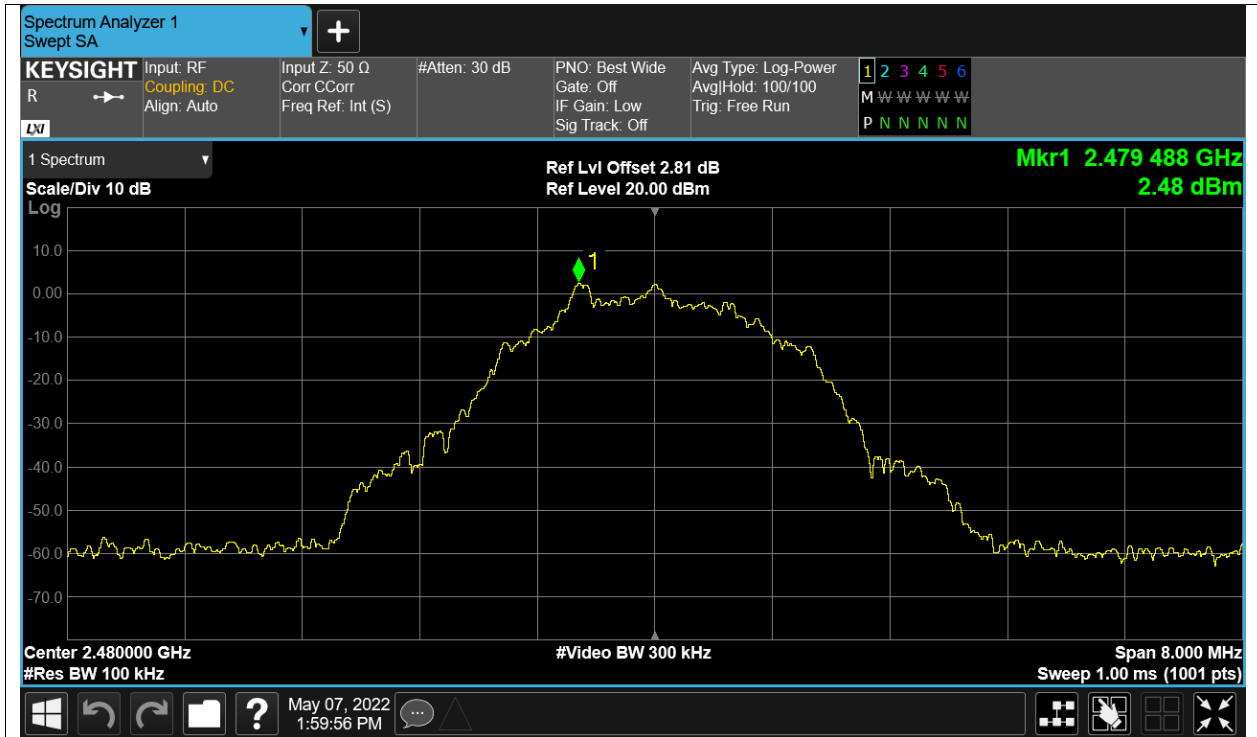 Spectrum Analyzer 1
Swept SA
+
KEYSIGHT
R
LXI
Input: RF
Coupling: DC
Align: Auto
Input Z: 50 Ω
Corr CCorr
Freq Ref: Int (S)
#Atten: 30 dB
PNO: Best Wide
Gate: Off
IF Gain: Low
Sig Track: Off
Avg Type: Log-Power
Avg|Hold: 100/100
Trig: Free Run
1 2 3 4 5 6
M W W W W W
P N N N N N
1 Spectrum
Scale/Div 10 dB
Log
Ref Lvl Offset 2.81 dB
Ref Level 20.00 dBm
Mkr1 2.479 488 GHz
2.48 dBm
1
10.0
0.00
-10.0
-20.0
-30.0
-40.0
-50.0
-60.0
-70.0
Center 2.480000 GHz
#Res BW 100 kHz
#Video BW 300 kHz
Span 8.000 MHz
Sweep 1.00 ms (1001 pts)
?
May 07, 2022
1:59:56 PM